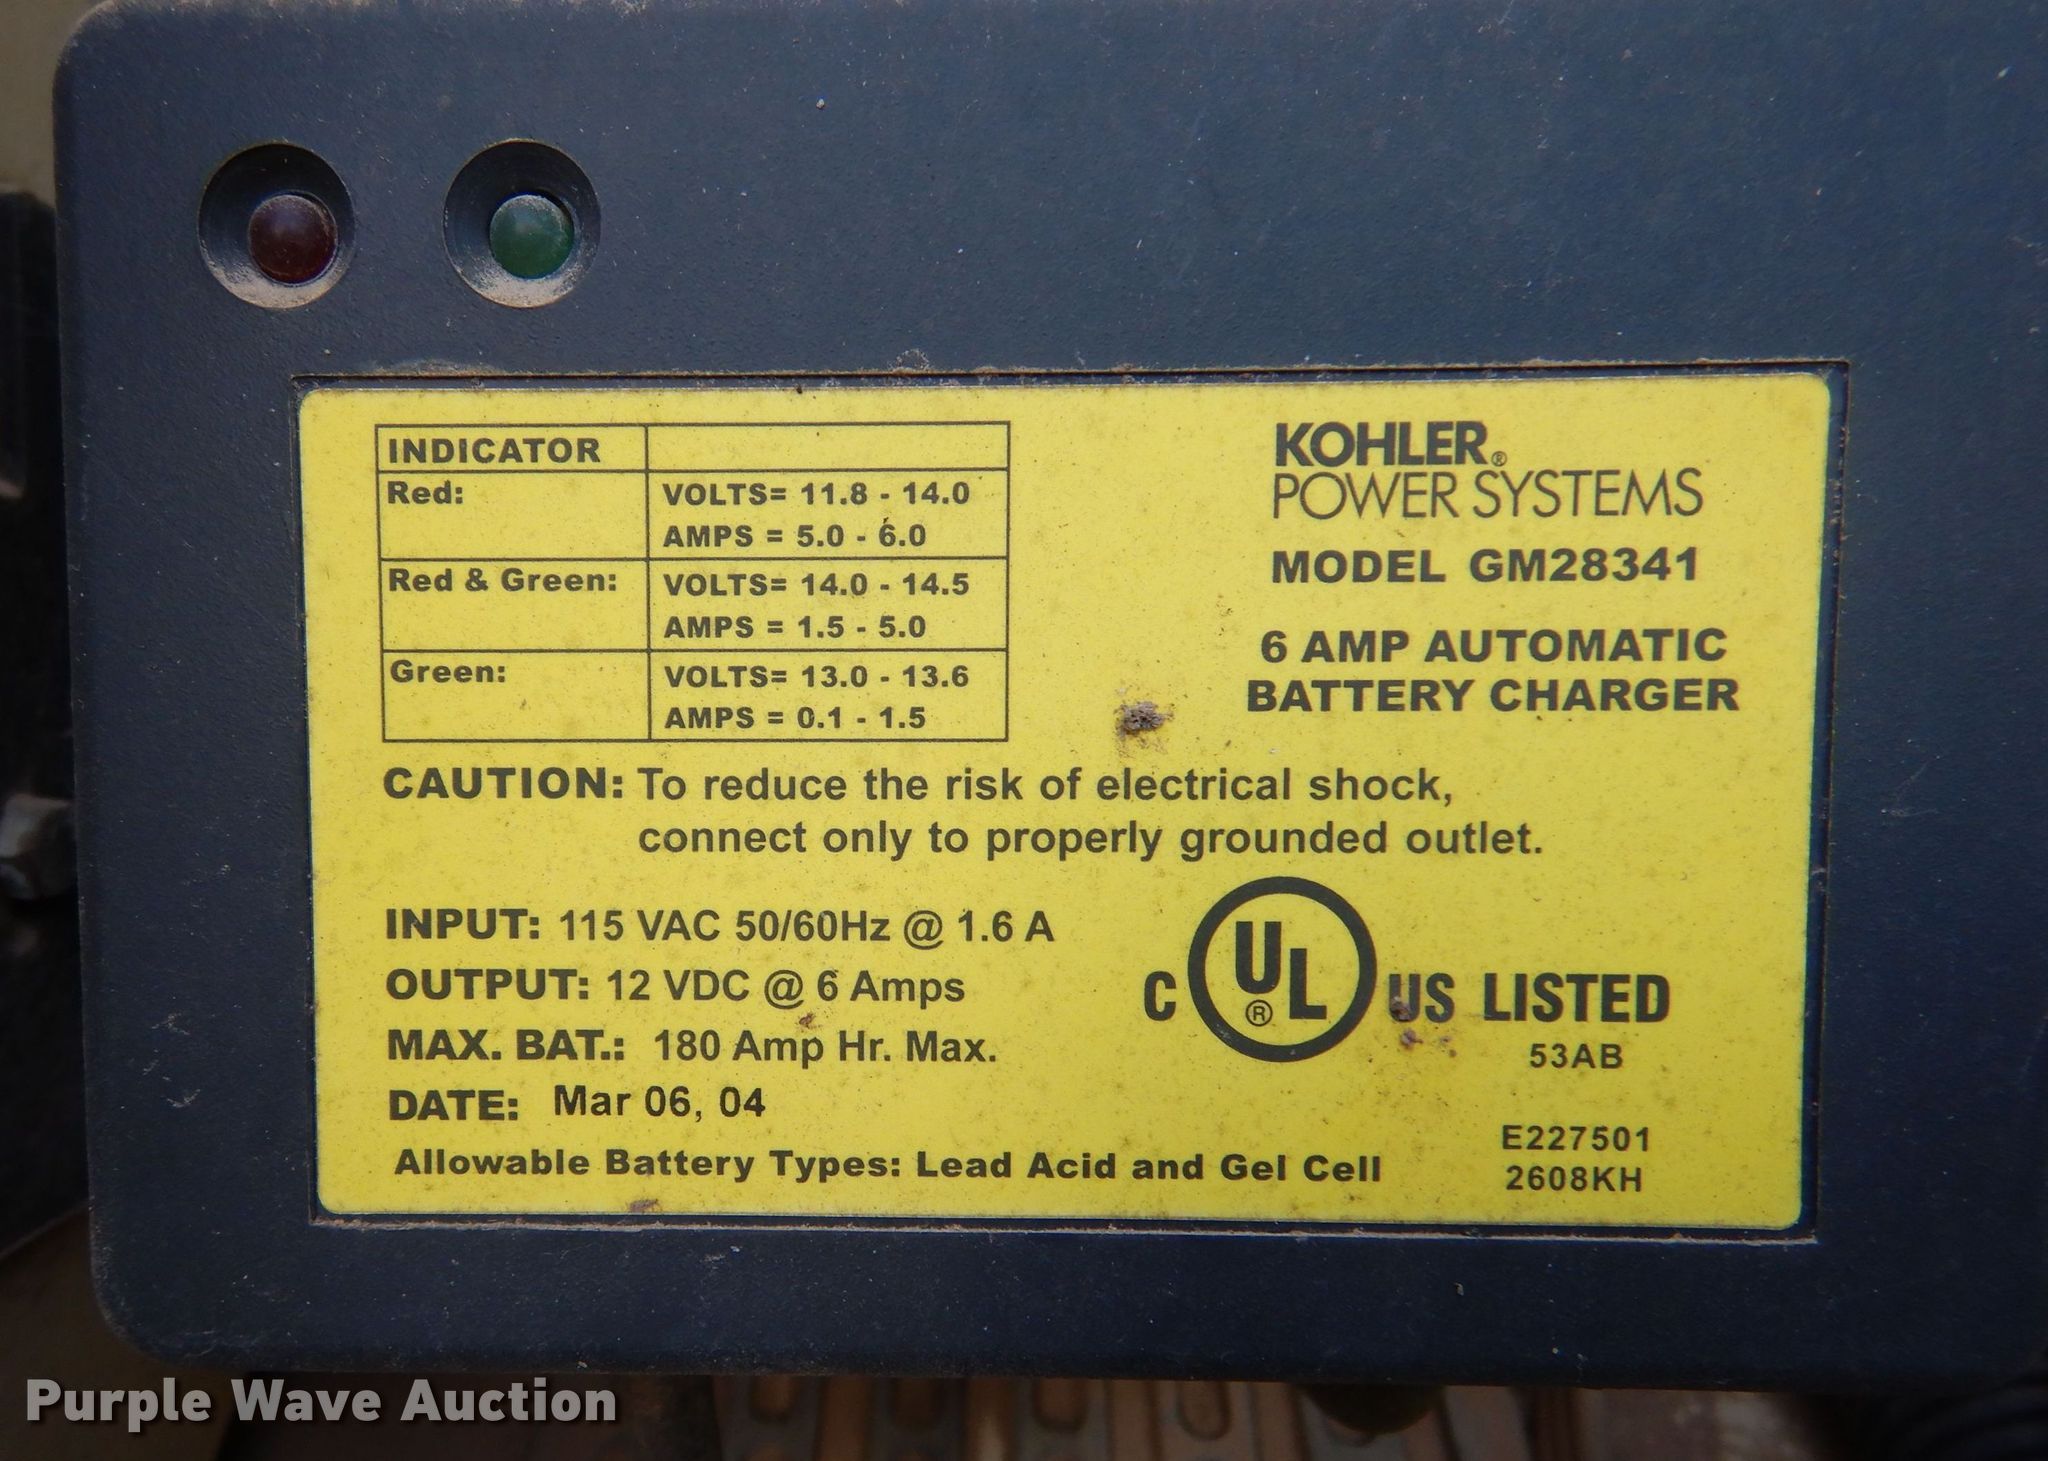 INDICATOR
Red:
VOLTS= 11.8 - 14.0
AMPS = 5.0 - 6.0
Red & Green:
VOLTS= 14.0 - 14.5
AMPS = 1.5 - 5.0
Green:
VOLTS= 13.0 - 13.6
AMPS = 0.1 - 1.5
KOHLER®
POWER SYSTEMS
MODEL GM28341
6 AMP AUTOMATIC
BATTERY CHARGER
CAUTION: To reduce the risk of electrical shock,
connect only to properly grounded outlet.
INPUT: 115 VAC 50/60Hz @ 1.6 A
OUTPUT: 12 VDC @ 6 Amps
MAX. BAT.: 180 Amp Hr. Max.
DATE: Mar 06, 04
Allowable Battery Types: Lead Acid and Gel Cell
C UL® US LISTED
53AB
E227501
2608KH
Purple Wave Auction